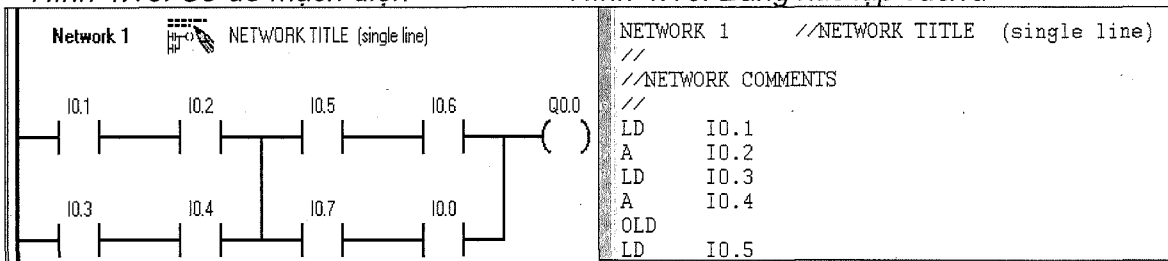 Network 1 NETWORK TITLE (single line)
I0.1 I0.2 I0.5 I0.6 Q0.0
I0.3 I0.4 I0.7 I0.0
NETWORK 1 //NETWORK TITLE (single line)
//
//NETWORK COMMENTS
//
LD I0.1
A I0.2
LD I0.3
A I0.4
OLD
LD I0.5